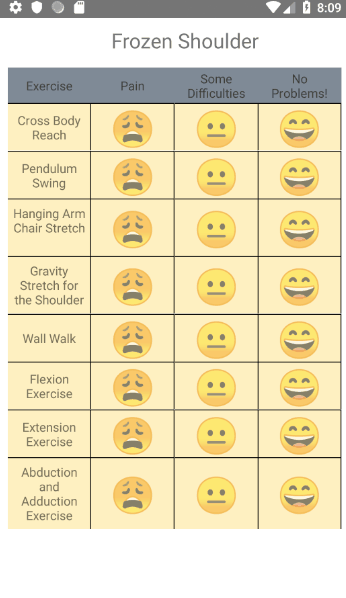 8:09
Frozen Shoulder
Exercise
Pain
Some
Difficulties
No
Problems!
Cross Body
Reach
Pendulum
Swing
Hanging Arm
Chair Stretch
Gravity
Stretch for
the Shoulder
Wall Walk
Flexion
Exercise
Extension
Exercise
Abduction
and
Adduction
Exercise